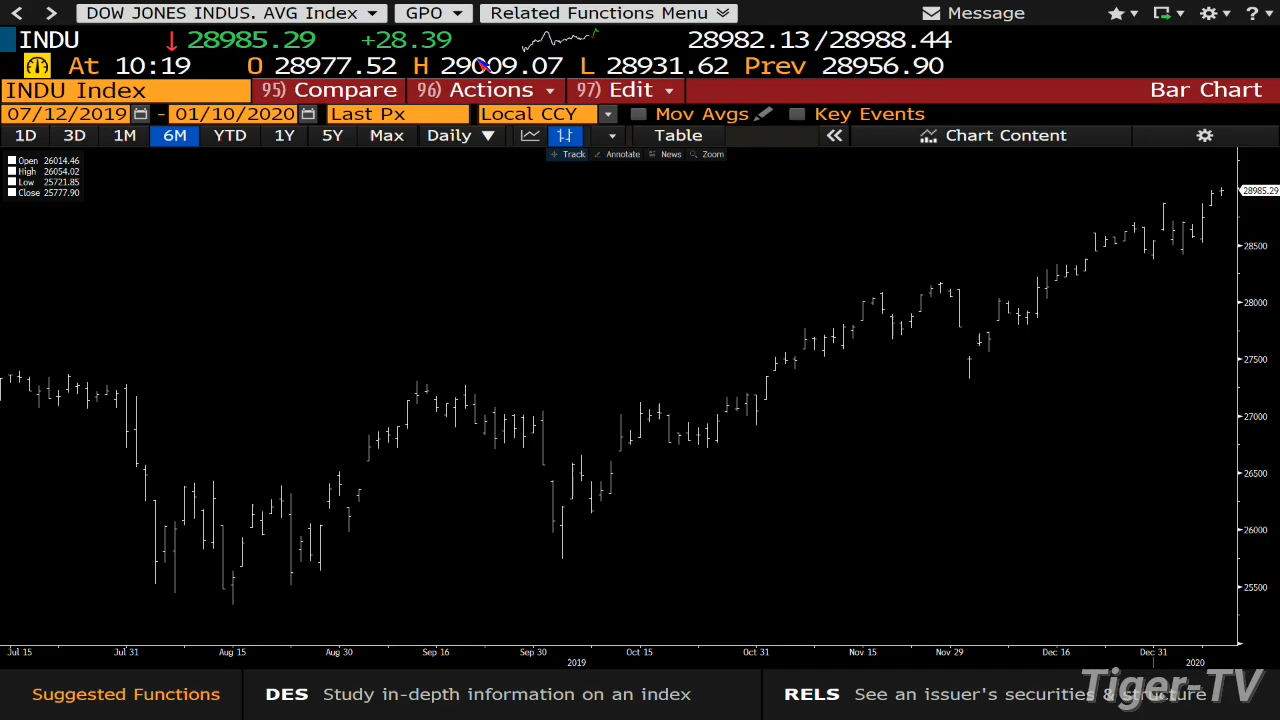 DOW JONES INDUS. AVG Index GPO Related Functions Menu Message ?
INDU 28985.29 +28.39 28982.13/28988.44
At 10:19 O 28977.52 H 29009.07 L 28931.62 Prev 28956.90
INDU Index 95) Compare 96) Actions 97) Edit Bar Chart
07/12/2019 - 01/10/2020 Last Px Local CCY Mov Avgs Key Events
1D 3D 1M 6M YTD 1Y 5Y Max Daily Table Chart Content
Track Annotate News Zoom
Open 26014.46
High 26054.02
Low 25721.85
Close 25777.90
28985.29
28500
28000
27500
27000
26500
26000
25500
Jul 15 Jul 31 Aug 15 Aug 30 Sep 16 Sep 30 Oct 15 Oct 31 Nov 15 Nov 29 Dec 16 Dec 31
2019 2020
Suggested Functions DES Study in-depth information on an index RELS See an issuer's securities & structure
Tiger-TV